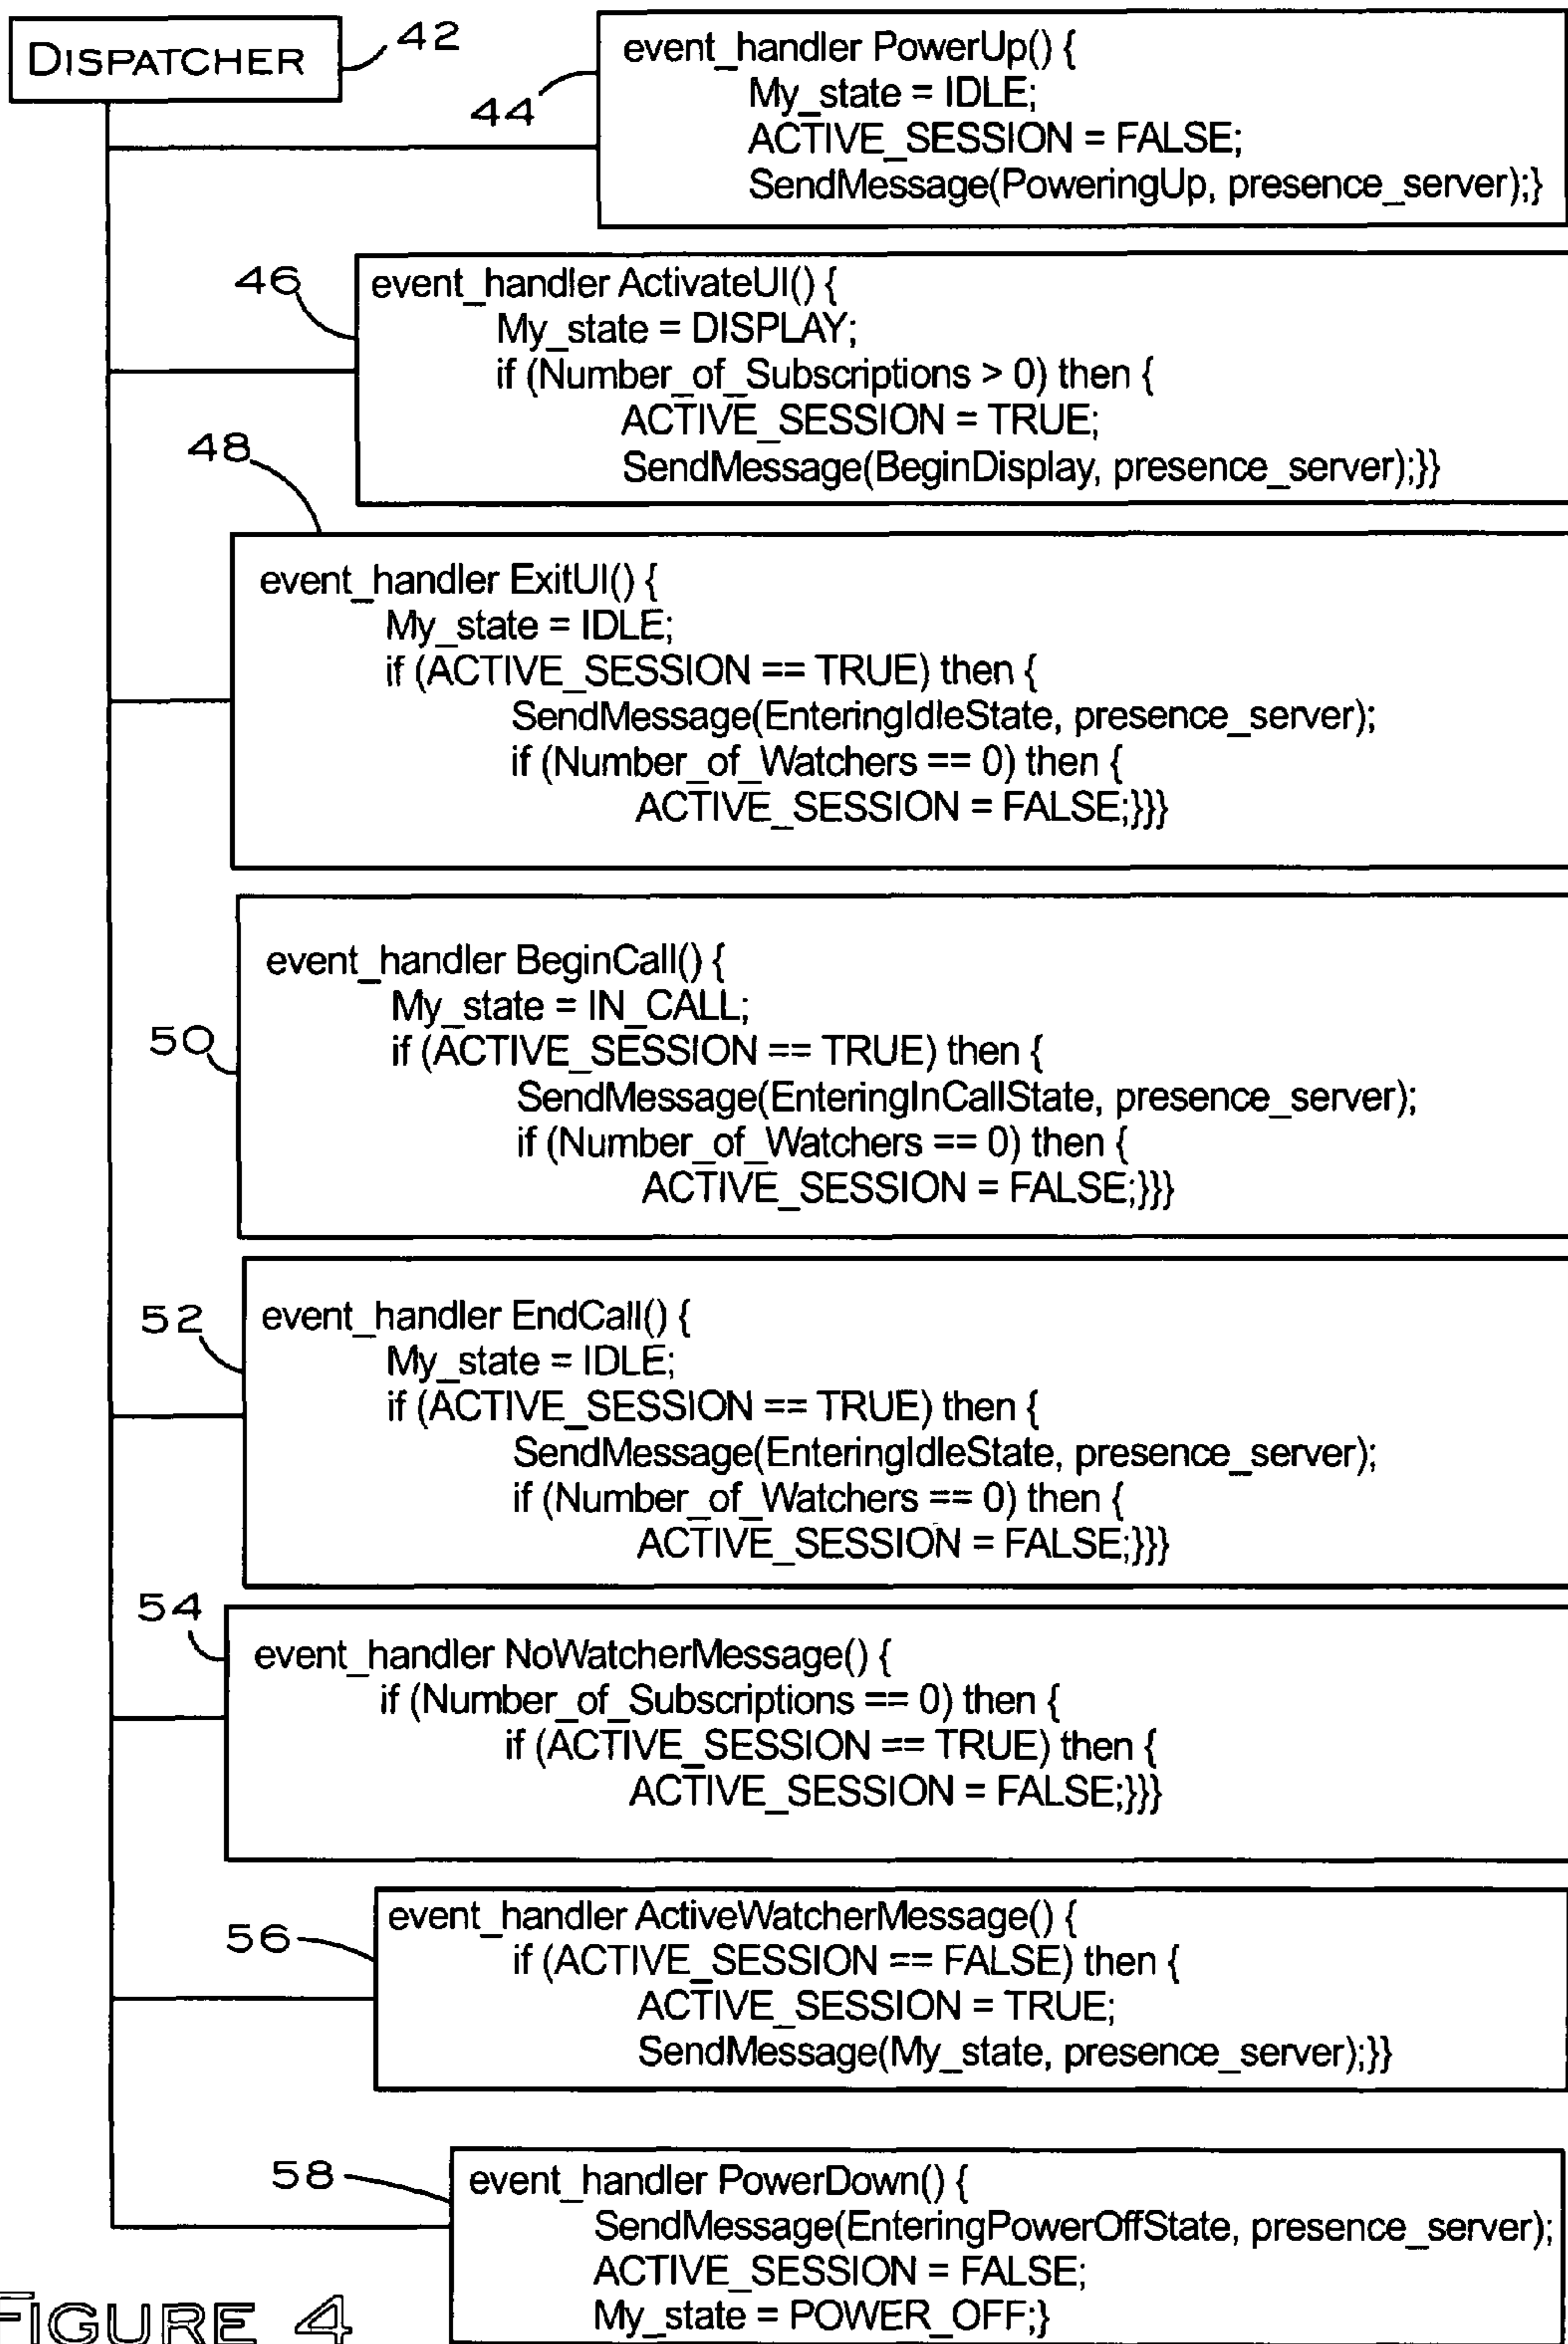 DISPATCHER
42
44
event_handler PowerUp() {
My_state = IDLE;
ACTIVE_SESSION = FALSE;
SendMessage(PoweringUp, presence_server);}
46
event_handler ActivateUI() {
My_state = DISPLAY;
if (Number_of_Subscriptions > 0) then {
ACTIVE_SESSION = TRUE;
SendMessage(BeginDisplay, presence_server);}}
48
event_handler ExitUI() {
My_state = IDLE;
if (ACTIVE_SESSION == TRUE) then {
SendMessage(EnteringIdleState, presence_server);
if (Number_of_Watchers == 0) then {
ACTIVE_SESSION = FALSE;}}}
50
event_handler BeginCall() {
My_state = IN_CALL;
if (ACTIVE_SESSION == TRUE) then {
SendMessage(EnteringInCallState, presence_server);
if (Number_of_Watchers == 0) then {
ACTIVE_SESSION = FALSE;}}}
52
event_handler EndCall() {
My_state = IDLE;
if (ACTIVE_SESSION == TRUE) then {
SendMessage(EnteringIdleState, presence_server);
if (Number_of_Watchers == 0) then {
ACTIVE_SESSION = FALSE;}}}
54
event_handler NoWatcherMessage() {
if (Number_of_Subscriptions == 0) then {
if (ACTIVE_SESSION == TRUE) then {
ACTIVE_SESSION = FALSE;}}}
56
event_handler ActiveWatcherMessage() {
if (ACTIVE_SESSION == FALSE) then {
ACTIVE_SESSION = TRUE;
SendMessage(My_state, presence_server);}}
58
event_handler PowerDown() {
SendMessage(EnteringPowerOffState, presence_server);
ACTIVE_SESSION = FALSE;
My_state = POWER_OFF;}
FIGURE 4